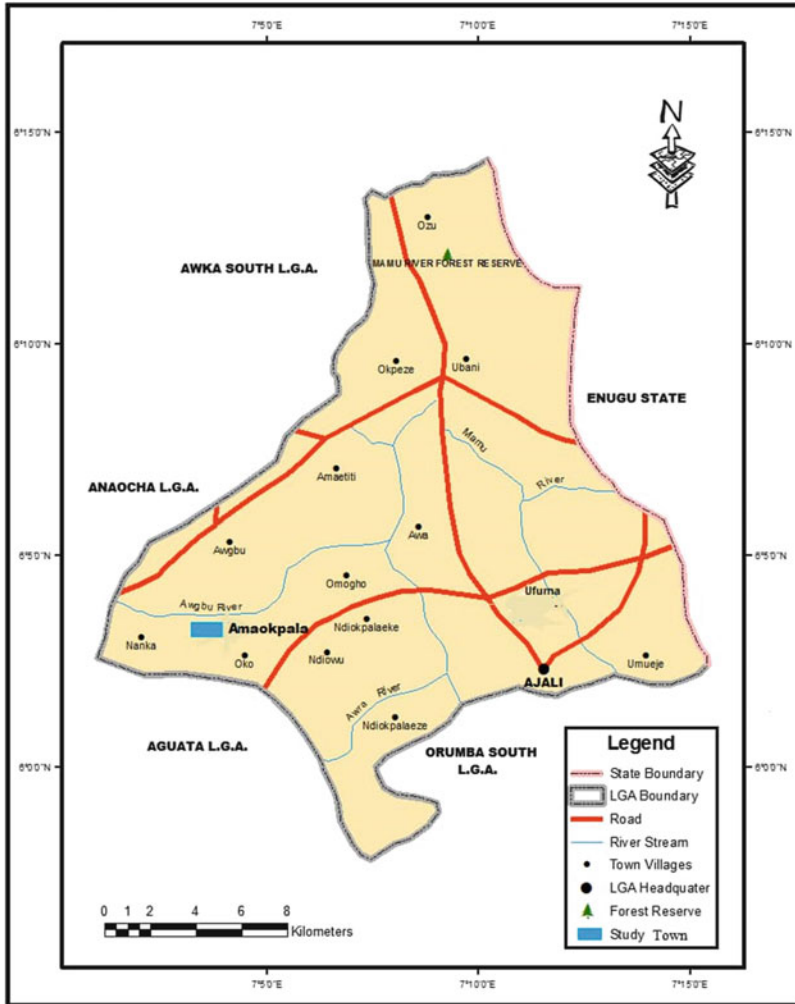 7°5'0"E 7°10'0"E 7°15'0"E
6°15'0"N 6°15'0"N
N
Ozu
AWKA SOUTH L.G.A.
MAMU RIVER FOREST RESERVE
6°10'0"N 6°10'0"N
Okpeze Ubani
ENUGU STATE
Mamu
River
Amaetiti
ANAOCHA L.G.A.
Awa
Awgbu
6°5'0"N 6°5'0"N
Omogho
Ufuma
Awgbu River
Ndiokpalaeke
Amaokpala
Nanka
Oko
Ndiowu
Umueje
AJALI
Awra River
Ndiokpalaeze
AGUATA L.G.A.
ORUMBA SOUTH
L.G.A.
6°0'0"N 6°0'0"N
Legend
State Boundary
LGA Boundary
Road
River Stream
Town Villages
LGA Headquater
Forest Reserve
Study Town
0 1 2 4 6 8
Kilometers
7°5'0"E 7°10'0"E 7°15'0"E